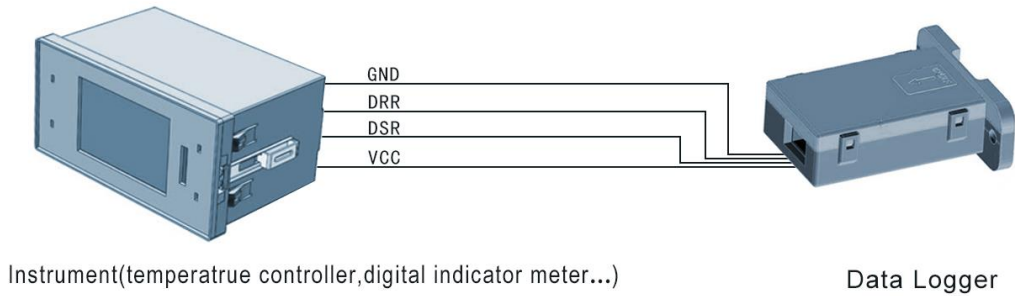 GND
DRR
DSR
VCC
Instrument(temperatrue controller,digital indicator meter...)
Data Logger